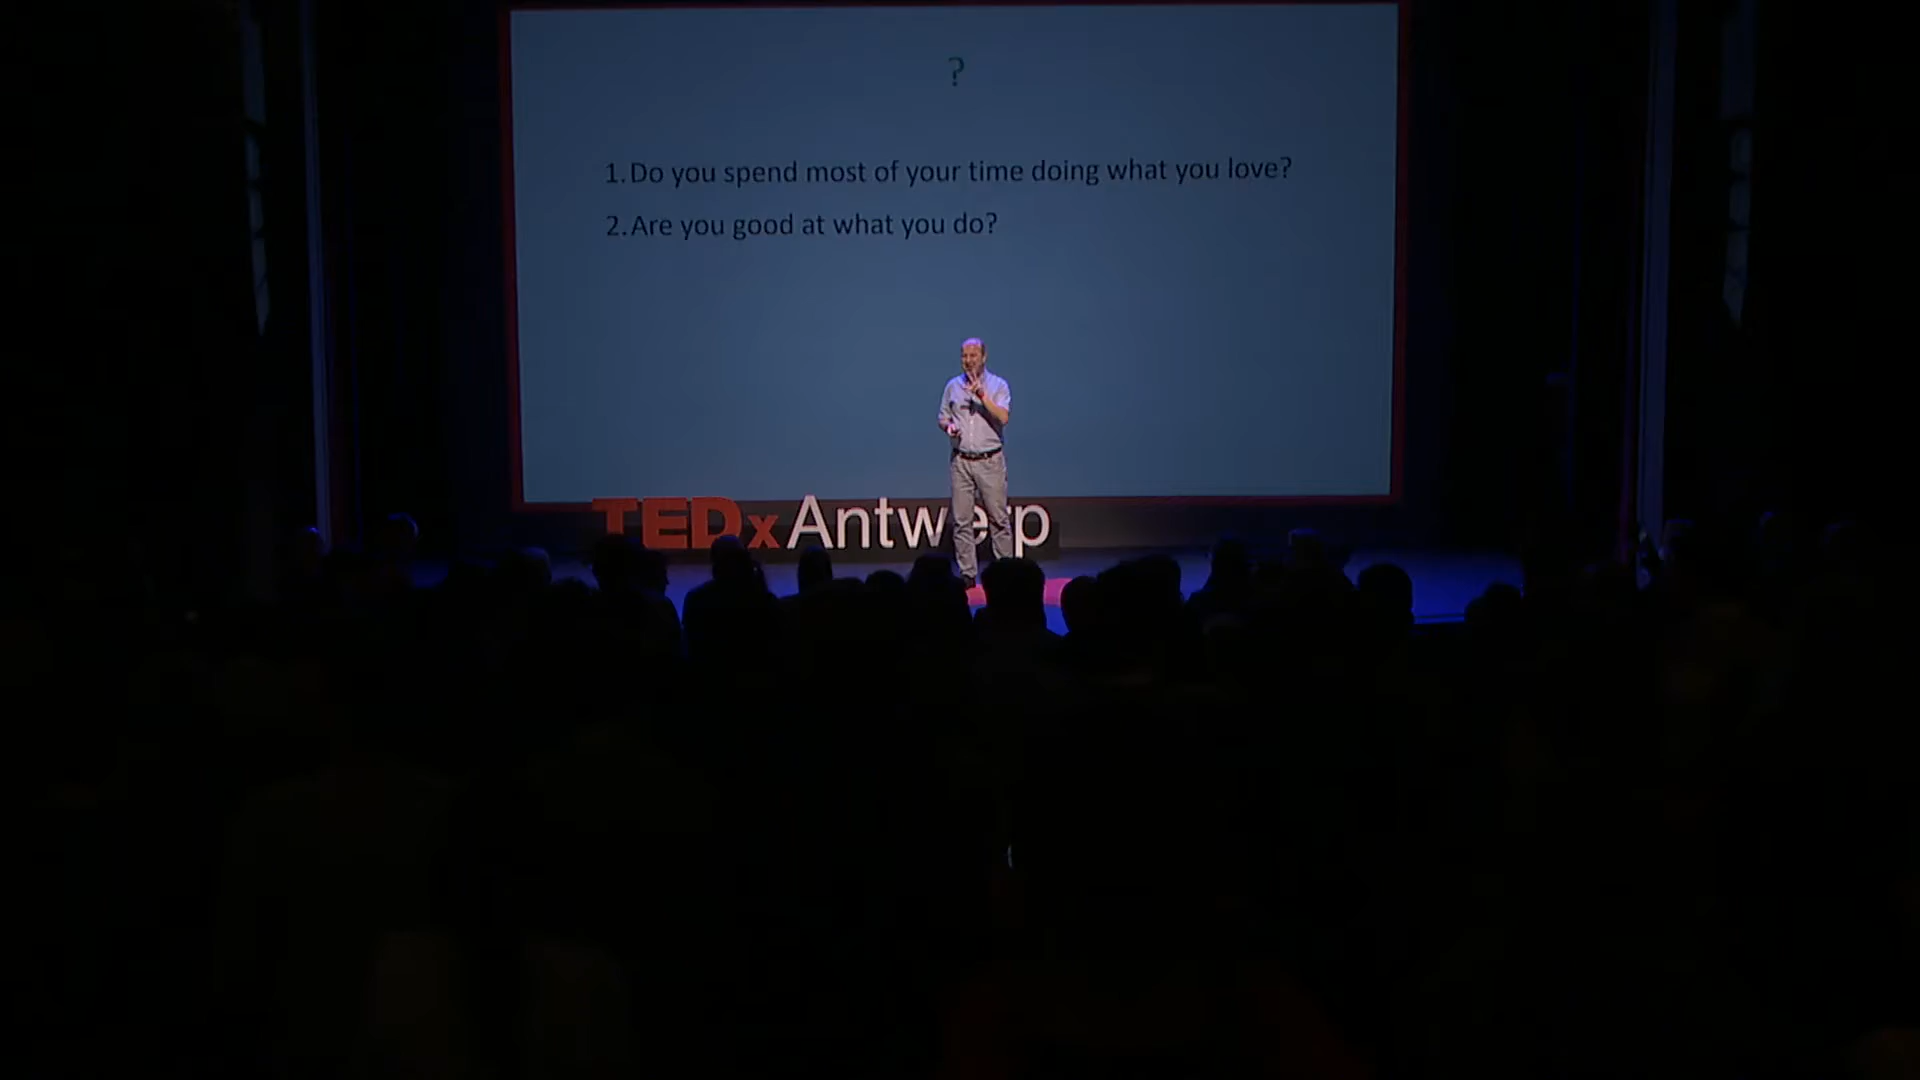 ?
1. Do you spend most of your time doing what you love?
2. Are you good at what you do?
TEDxAntwerp